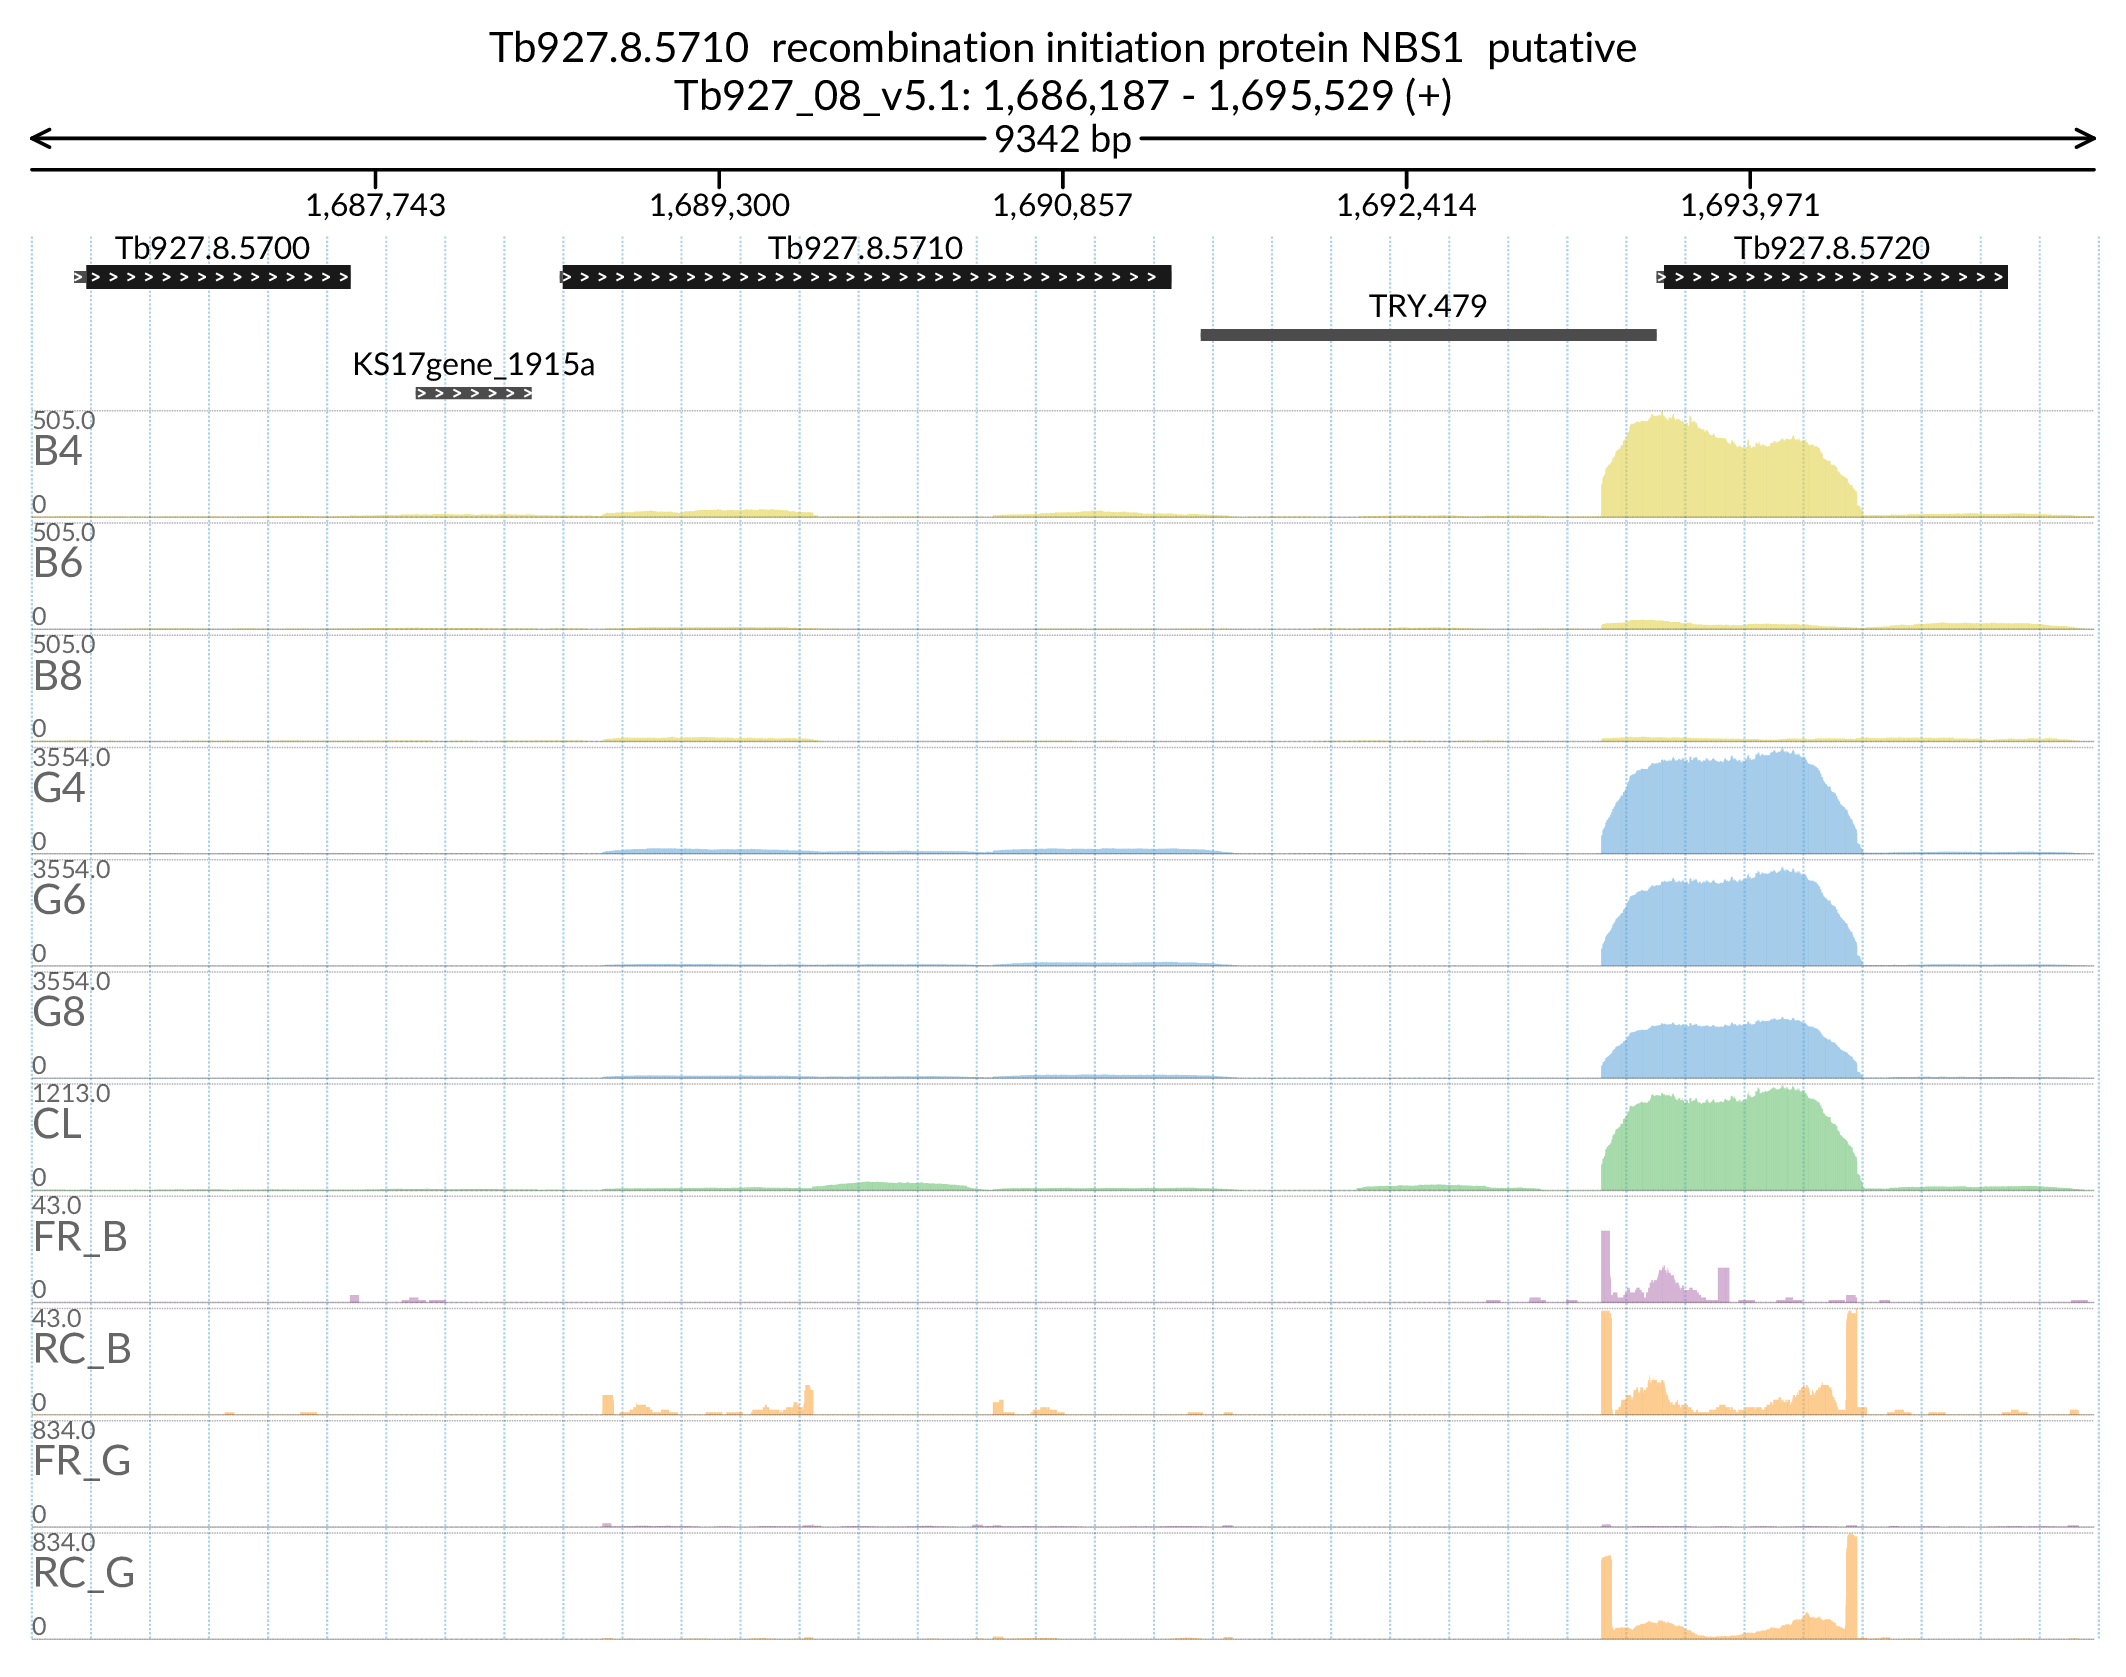 Tb927.8.5710  recombination initiation protein NBS1  putative
Tb927_08_v5.1: 1,686,187 - 1,695,529 (+)
9342 bp
1,687,743 1,689,300 1,690,857 1,692,414 1,693,971
Tb927.8.5700 Tb927.8.5710 Tb927.8.5720
TRY.479
KS17gene_1915a
505.0
B4
0
505.0
B6
0
505.0
B8
0
3554.0
G4
0
3554.0
G6
0
3554.0
G8
0
1213.0
CL
0
43.0
FR_B
0
43.0
RC_B
0
834.0
FR_G
0
834.0
RC_G
0